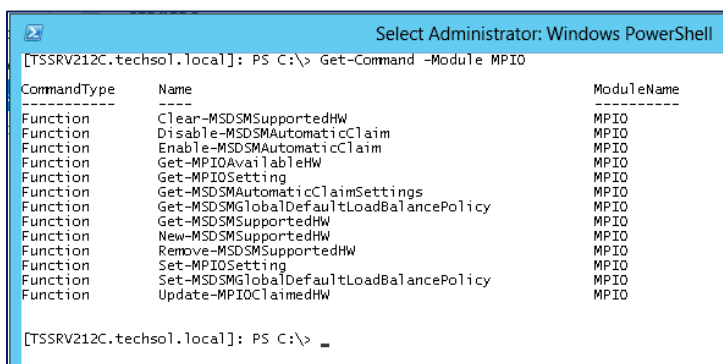 Select Administrator: Windows PowerShell
[TSSRV212C.techsol.local]: PS C:\> Get-Command -Module MPIO
CommandType Name ModuleName
----------- ---- ----------
Function Clear-MSDSMSupportedHW MPIO
Function Disable-MSDSMAutomaticClaim MPIO
Function Enable-MSDSMAutomaticClaim MPIO
Function Get-MPIOAvailableHW MPIO
Function Get-MPIOSetting MPIO
Function Get-MSDSMAutomaticClaimSettings MPIO
Function Get-MSDSMGlobalDefaultLoadBalancePolicy MPIO
Function Get-MSDSMSupportedHW MPIO
Function New-MSDSMSupportedHW MPIO
Function Remove-MSDSMSupportedHW MPIO
Function Set-MPIOSetting MPIO
Function Set-MSDSMGlobalDefaultLoadBalancePolicy MPIO
Function Update-MPIOClaimedHW MPIO
[TSSRV212C.techsol.local]: PS C:\> _